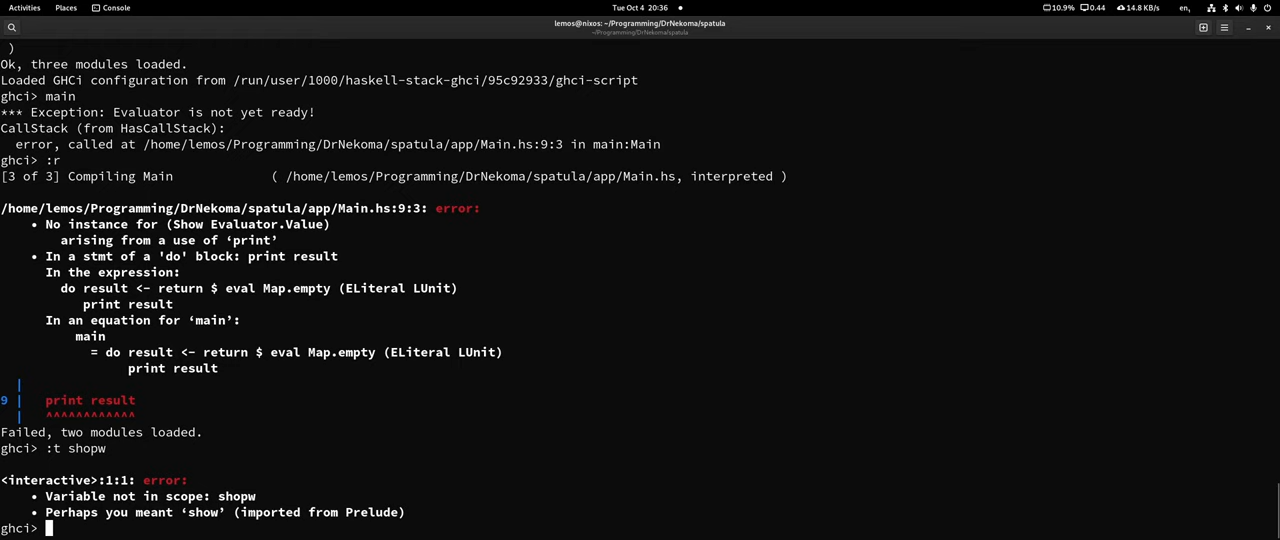 Activities Places Console Tue Oct 4 20:36 10.9% 0.44 14.8 KB/s en
lemos@nixos: ~/Programming/DrNekoma/spatula
~/Programming/DrNekoma/spatula
)
Ok, three modules loaded.
Loaded GHCi configuration from /run/user/1000/haskell-stack-ghci/95c92933/ghci-script
ghci> main
*** Exception: Evaluator is not yet ready!
CallStack (from HasCallStack):
  error, called at /home/lemos/Programming/DrNekoma/spatula/app/Main.hs:9:3 in main:Main
ghci> :r
[3 of 3] Compiling Main             ( /home/lemos/Programming/DrNekoma/spatula/app/Main.hs, interpreted )
/home/lemos/Programming/DrNekoma/spatula/app/Main.hs:9:3: error:
    • No instance for (Show Evaluator.Value)
        arising from a use of ‘print’
    • In a stmt of a 'do' block: print result
      In the expression:
        do result <- return $ eval Map.empty (ELiteral LUnit)
           print result
      In an equation for ‘main’:
          main
            = do result <- return $ eval Map.empty (ELiteral LUnit)
                 print result
  |
9 |   print result
  |   ^^^^^^^^^^^^
Failed, two modules loaded.
ghci> :t shopw
<interactive>:1:1: error:
    • Variable not in scope: shopw
    • Perhaps you meant ‘show’ (imported from Prelude)
ghci>